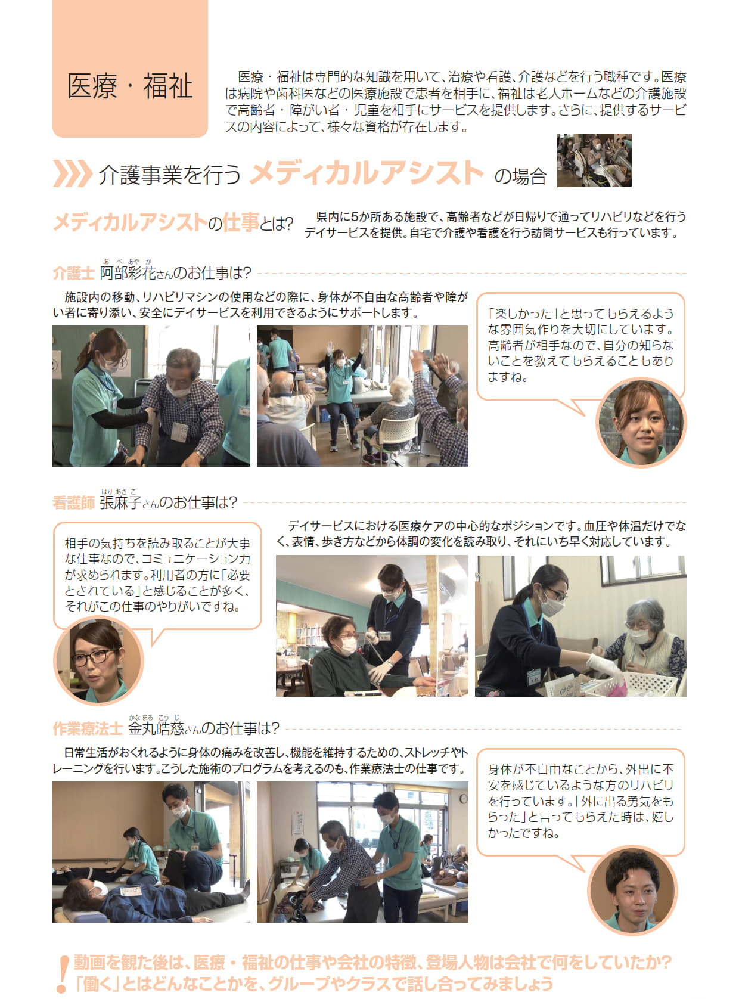 医療・福祉
医療・福祉は専門的な知識を用いて、治療や看護、介護などを行う職種です。医療
は病院や歯科医などの医療施設で患者を相手に、福祉は老人ホームなどの介護施設
で高齢者・障がい者・児童を相手にサービスを提供します。さらに、提供するサービ
スの内容によって、様々な資格が存在します。
介護事業を行う メディカルアシスト の場合
メディカルアシストの仕事とは?
県内に5か所ある施設で、高齢者などが日帰りで通ってリハビリなどを行う
デイサービスを提供。自宅で介護や看護を行う訪問サービスも行っています。
あ べ あや か
介護士 阿部彩花さんのお仕事は?
施設内の移動、リハビリマシンの使用などの際に、身体が不自由な高齢者や障が
い者に寄り添い、安全にデイサービスを利用できるようにサポートします。
「楽しかった」と思ってもらえるよう
な雰囲気作りを大切にしています。
高齢者が相手なので、自分の知らな
いことを教えてもらえることもあり
ますね。
はり あさ こ
看護師 張麻子さんのお仕事は?
相手の気持ちを読み取ることが大事
な仕事なので、コミュニケーション力
が求められます。利用者の方に「必要
とされている」と感じることが多く、
それがこの仕事のやりがいですね。
デイサービスにおける医療ケアの中心的なポジションです。血圧や体温だけでな
く、表情、歩き方などから体調の変化を読み取り、それにいち早く対応しています。
かな まる こう じ
作業療法士 金丸皓慈さんのお仕事は?
日常生活がおくれるように身体の痛みを改善し、機能を維持するための、ストレッチやト
レーニングを行います。こうした施術のプログラムを考えるのも、作業療法士の仕事です。
身体が不自由なことから、外出に不
安を感じているような方のリハビリ
を行っています。「外に出る勇気をも
らった」と言ってもらえた時は、嬉し
かったですね。
! 動画を観た後は、医療・福祉の仕事や会社の特徴、登場人物は会社で何をしていたか?
「働く」とはどんなことかを、グループやクラスで話し合ってみましょう